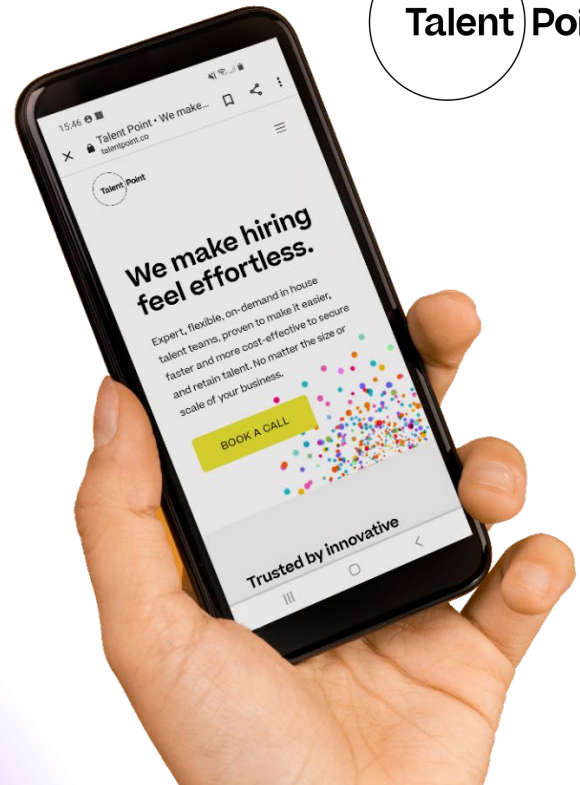 Talent Poi
15:46
Talent Point • We make...
talentpoint.co
Talent Point
We make hiring
feel effortless.
Expert, flexible, on-demand in house
talent teams, proven to make it easier,
faster and more cost-effective to secure
and retain talent. No matter the size or
scale of your business.
BOOK A CALL
Trusted by innovative